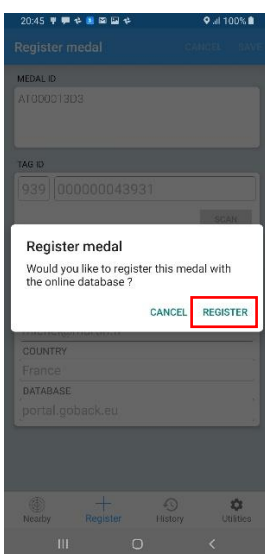 20:45 100%
Register medal CANCEL SAVE
MEDAL ID
AT000013D3
TAG ID
939 000000043931
SCAN
Register medal
Would you like to register this medal with
the online database ?
CANCEL REGISTER
COUNTRY
France
DATABASE
portal.goback.eu
Nearby Register History Utilities